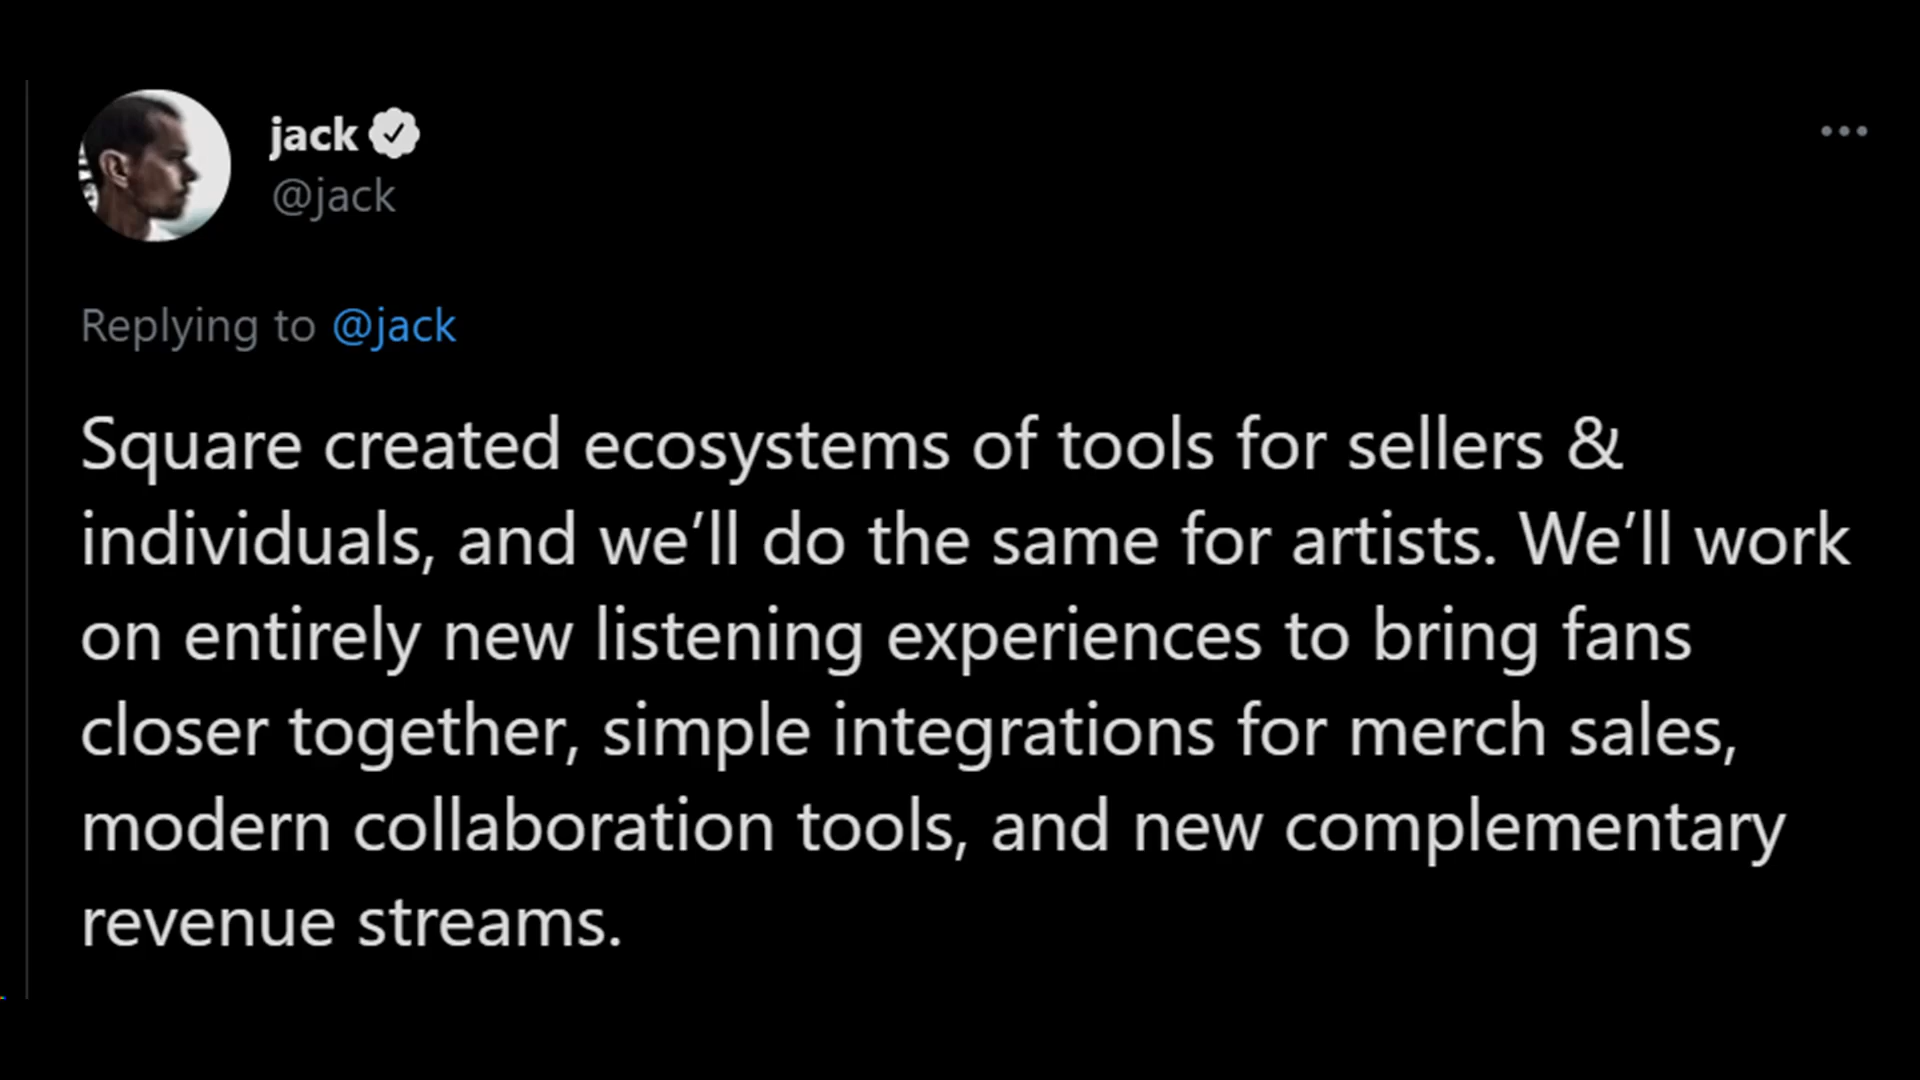 jack
@jack
Replying to @jack
Square created ecosystems of tools for sellers &
individuals, and we’ll do the same for artists. We’ll work
on entirely new listening experiences to bring fans
closer together, simple integrations for merch sales,
modern collaboration tools, and new complementary
revenue streams.